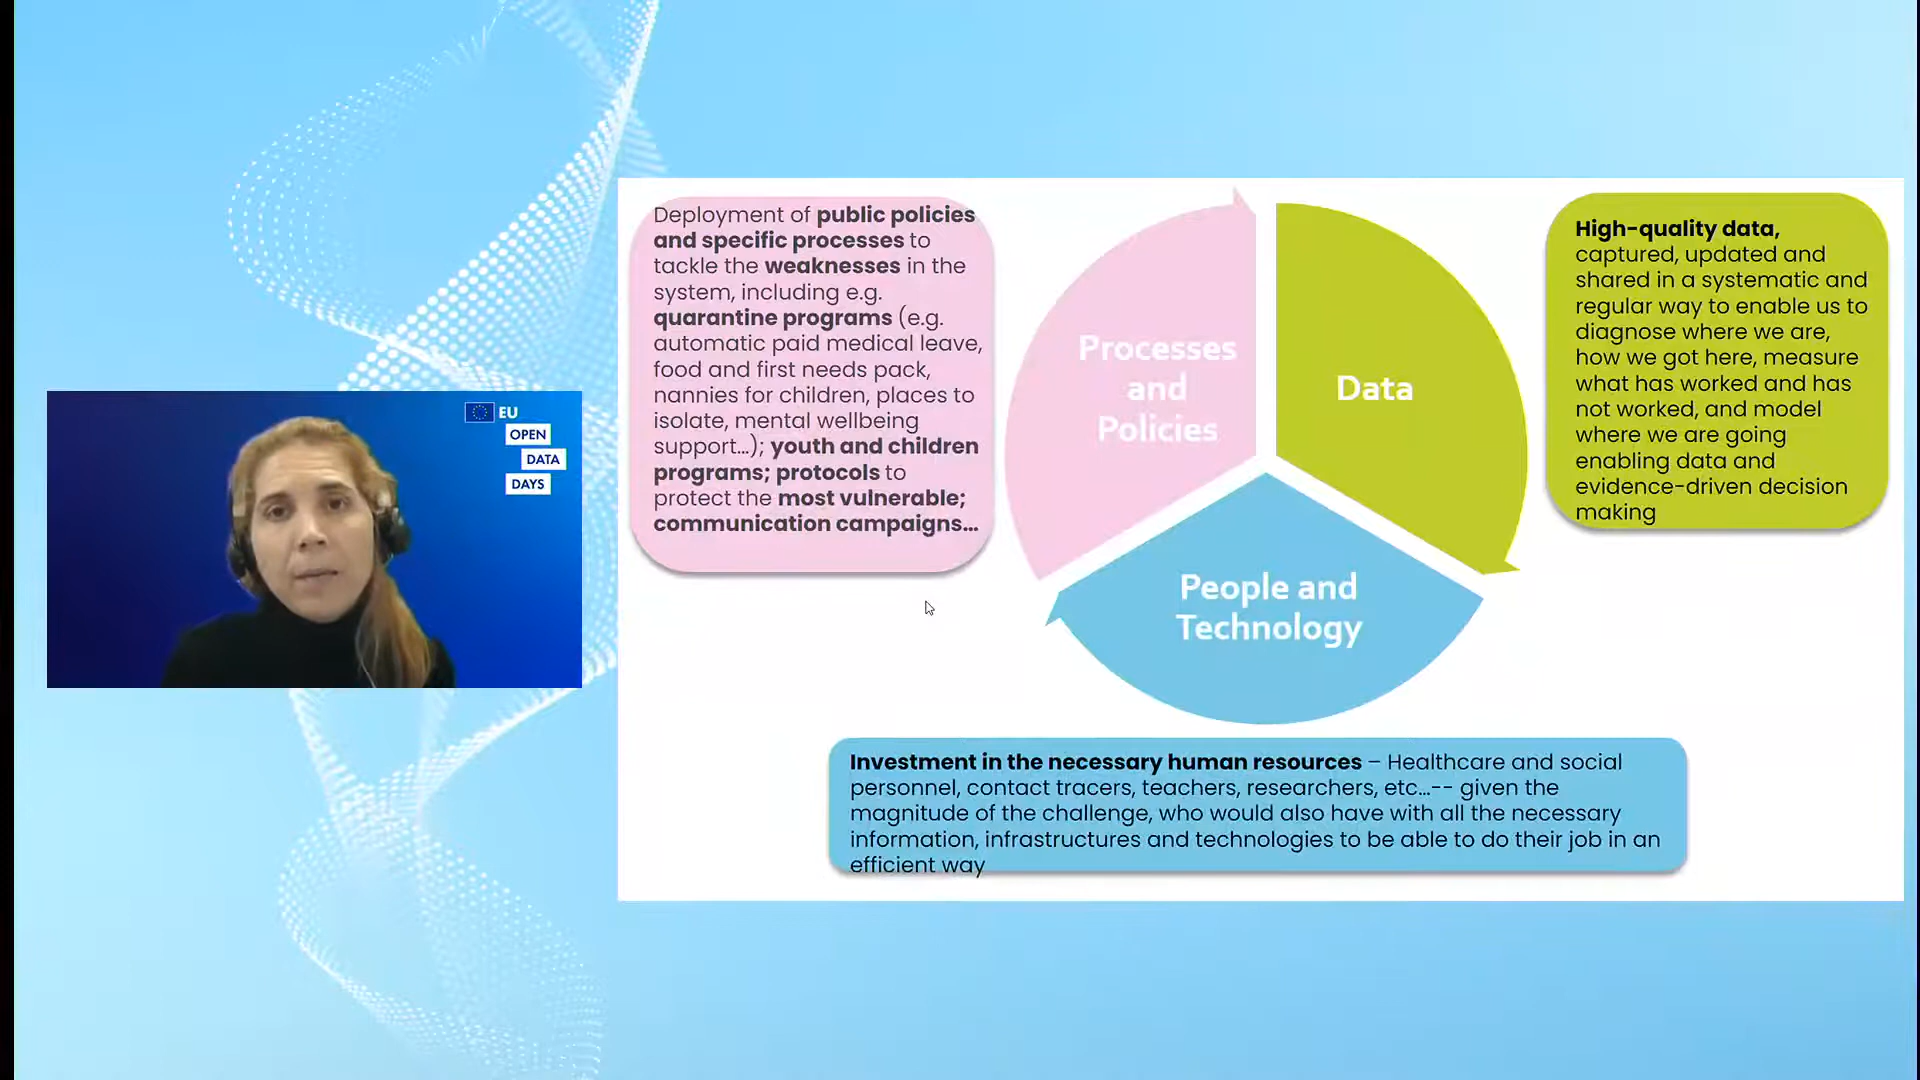 EU
OPEN
DATA
DAYS
Deployment of public policies
and specific processes to
tackle the weaknesses in the
system, including e.g.
quarantine programs (e.g.
automatic paid medical leave,
food and first needs pack,
nannies for children, places to
isolate, mental wellbeing
support...); youth and children
programs; protocols to
protect the most vulnerable;
communication campaigns...
Processes
and
Policies
Data
People and
Technology
High-quality data,
captured, updated and
shared in a systematic and
regular way to enable us to
diagnose where we are,
how we got here, measure
what has worked and has
not worked, and model
where we are going
enabling data and
evidence-driven decision
making
Investment in the necessary human resources – Healthcare and social
personnel, contact tracers, teachers, researchers, etc...-- given the
magnitude of the challenge, who would also have with all the necessary
information, infrastructures and technologies to be able to do their job in an
efficient way